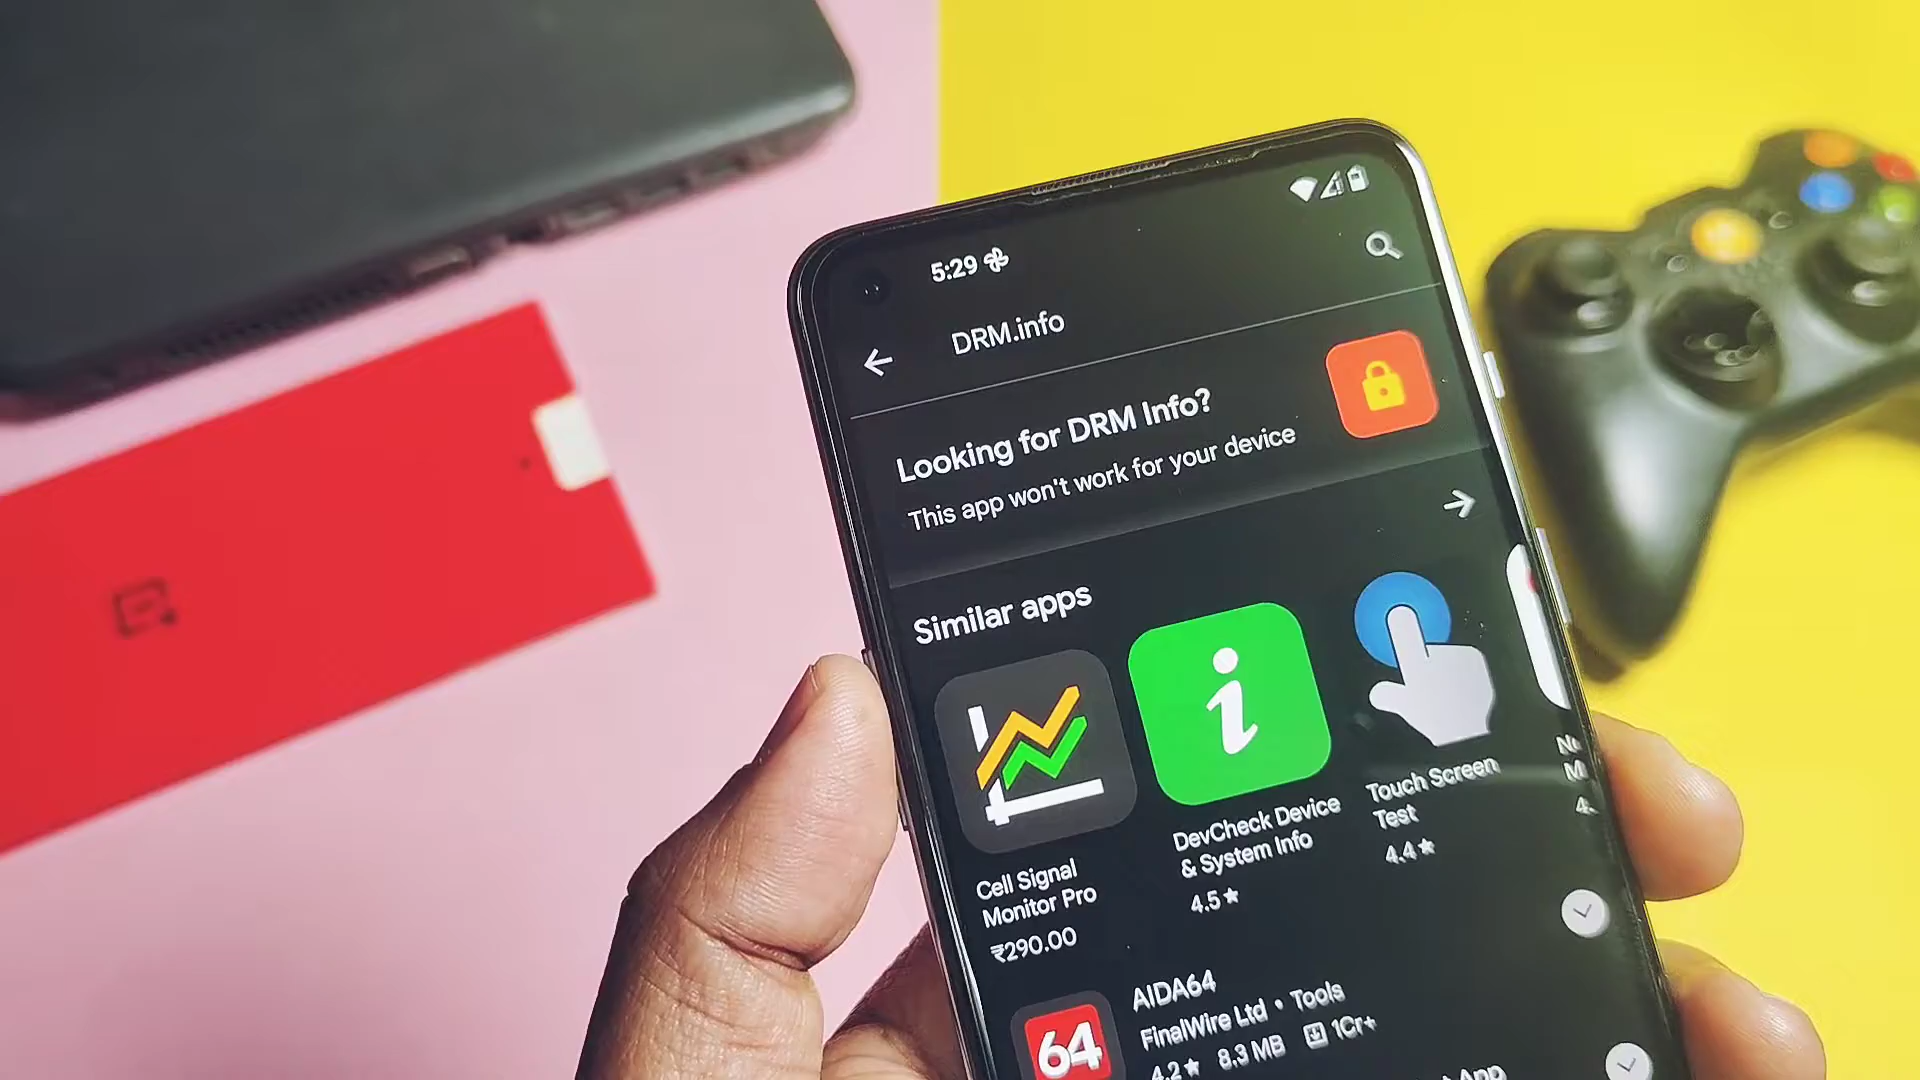 5:29
DRM.info
Looking for DRM Info?
This app won't work for your device
Similar apps
Cell Signal
Monitor Pro
₹290.00
DevCheck Device
& System Info
4.5★
Touch Screen
Test
4.4★
64
AIDA64
FinalWire Ltd • Tools
4.2★ 8.3 MB 1Cr+